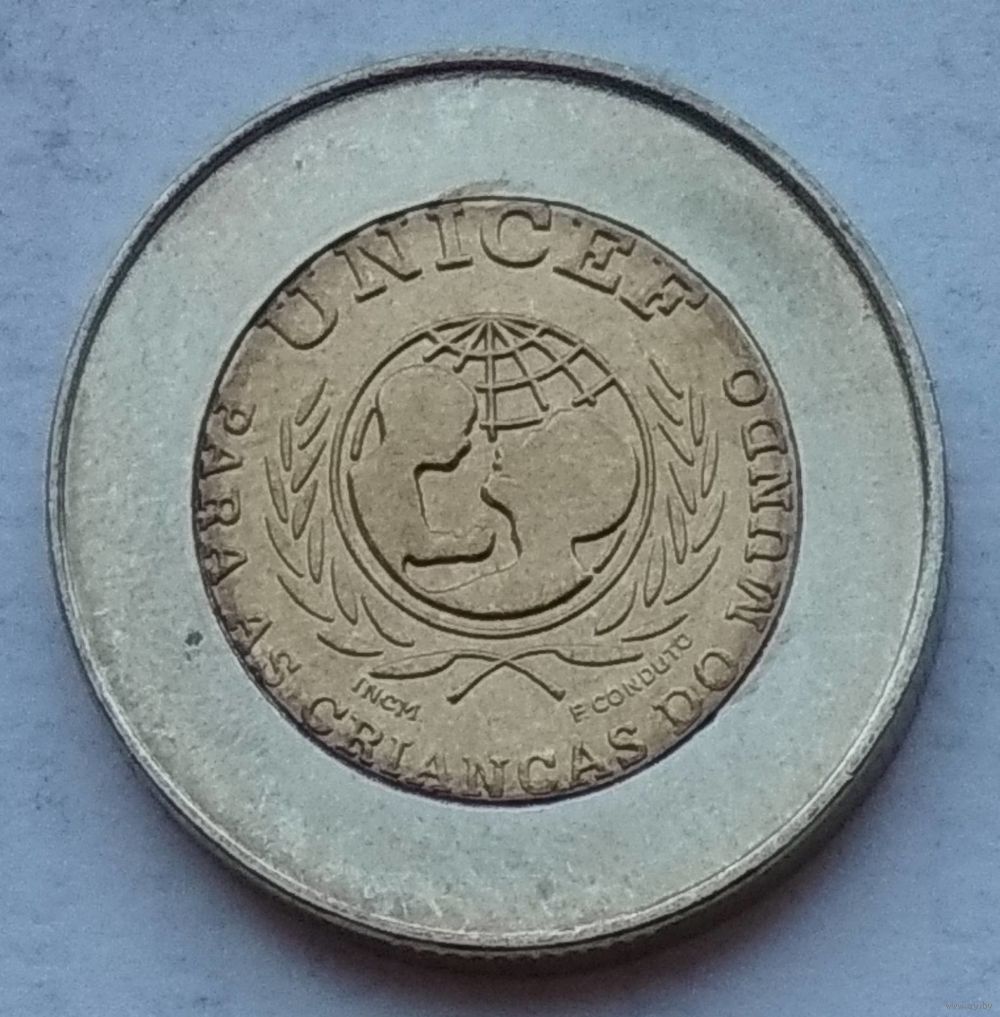 UNICEF
PARA AS CRIANÇAS DO MUNDO
INCM
F. CONDUTO